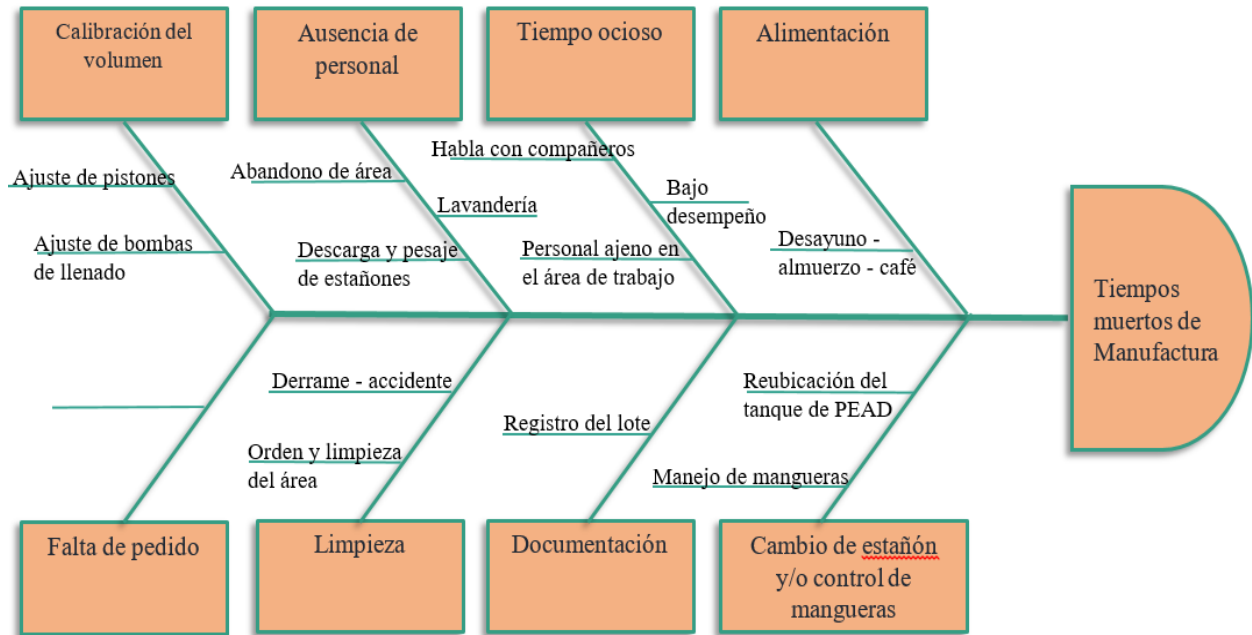 Calibración del
volumen
Ausencia de
personal
Tiempo ocioso
Alimentación
Ajuste de pistones
Ajuste de bombas
de llenado
Abandono de área
Lavandería
Descarga y pesaje
de estañones
Habla con compañeros
Bajo
desempeño
Personal ajeno en
el área de trabajo
Desayuno -
almuerzo - café
Tiempos
muertos de
Manufactura
Derrame - accidente
Orden y limpieza
del área
Registro del lote
Reubicación del
tanque de PEAD
Manejo de mangueras
Falta de pedido
Limpieza
Documentación
Cambio de estañón
y/o control de
mangueras